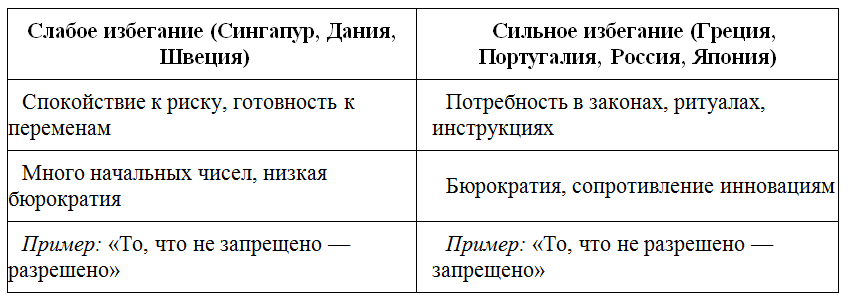 Слабое избегание (Сингапур, Дания,
Швеция)
Сильное избегание (Греция,
Португалия, Россия, Япония)
Спокойствие к риску, готовность к
переменам
Потребность в законах, ритуалах,
инструкциях
Много начальных чисел, низкая
бюрократия
Бюрократия, сопротивление инновациям
Пример: «То, что не запрещено —
разрешено»
Пример: «То, что не разрешено —
запрещено»